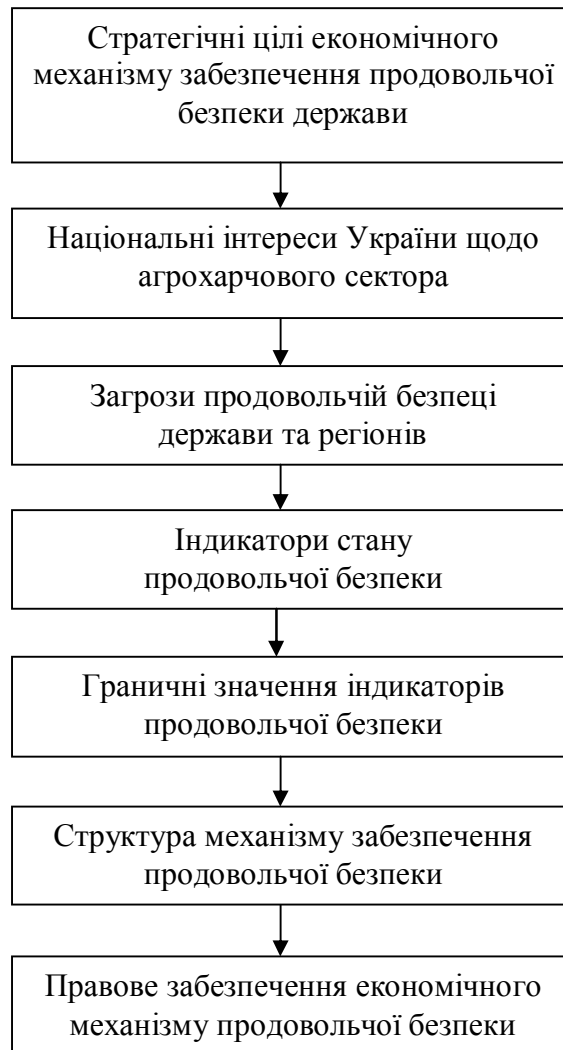 Стратегічні цілі економічного
механізму забезпечення продовольчої
безпеки держави
Національні інтереси України щодо
агрохарчового сектора
Загрози продовольчій безпеці
держави та регіонів
Індикатори стану
продовольчої безпеки
Граничні значення індикаторів
продовольчої безпеки
Структура механізму забезпечення
продовольчої безпеки
Правове забезпечення економічного
механізму продовольчої безпеки